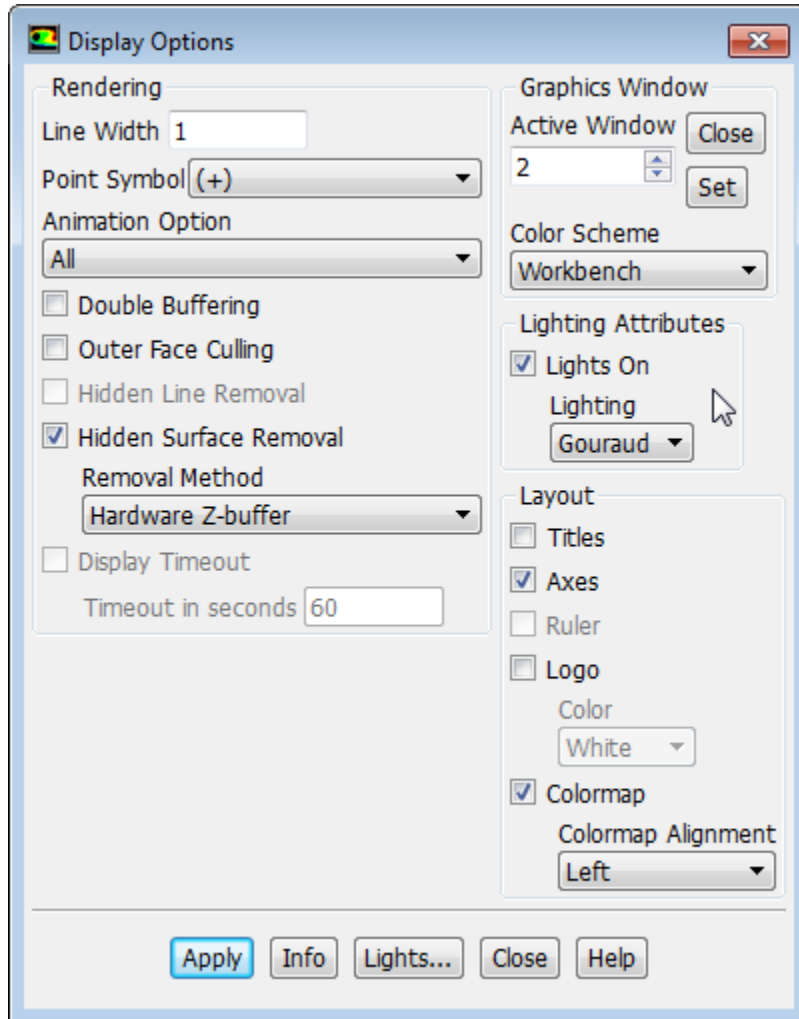 Display Options
Rendering
Line Width 1
Point Symbol (+)
Animation Option
All
Double Buffering
Outer Face Culling
Hidden Line Removal
Hidden Surface Removal
Removal Method
Hardware Z-buffer
Display Timeout
Timeout in seconds 60
Graphics Window
Active Window
Close
2
Set
Color Scheme
Workbench
Lighting Attributes
Lights On
Lighting
Gouraud
Layout
Titles
Axes
Ruler
Logo
Color
White
Colormap
Colormap Alignment
Left
Apply Info Lights... Close Help